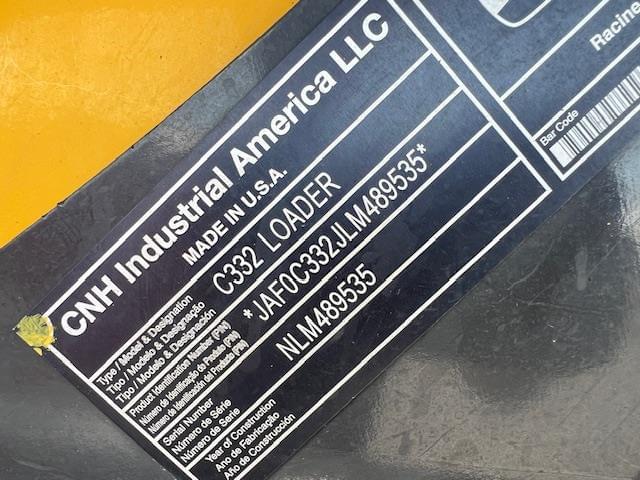 CNH Industrial America LLC
MADE IN U.S.A.
Type / Model & Designation
Tipo / Modelo & Designação
Tipo / Modelo & Designación
C332 LOADER
Product Identification Number (PIN)
Número de Identificação de Produto (PIN)
Número de Identificación del Producto (PIN)
* JAF0C332JLM489535*
Serial Number
Número de Série
Número de Serie
NLM489535
Year of Construction
Ano de Fabricação
Año de Construcción
Racine
Bar Code